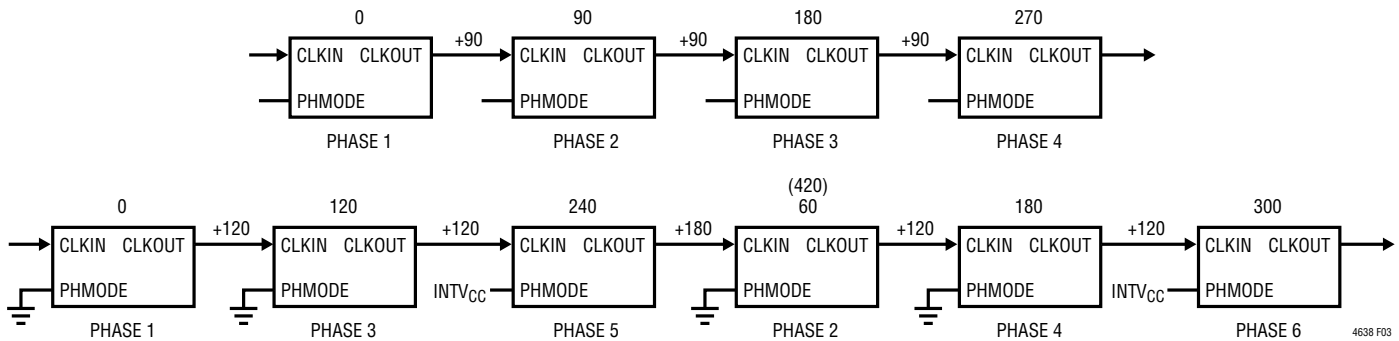 0 90 180 270
+90 +90 +90
CLKIN CLKOUT CLKIN CLKOUT CLKIN CLKOUT CLKIN CLKOUT
PHMODE PHMODE PHMODE PHMODE
PHASE 1 PHASE 2 PHASE 3 PHASE 4
(420)
0 120 240 60 180 300
+120 +120 +180 +120 +120
CLKIN CLKOUT CLKIN CLKOUT CLKIN CLKOUT CLKIN CLKOUT CLKIN CLKOUT CLKIN CLKOUT
PHMODE PHMODE INTVCC PHMODE PHMODE PHMODE INTVCC PHMODE
PHASE 1 PHASE 3 PHASE 5 PHASE 2 PHASE 4 PHASE 6
4638 F03